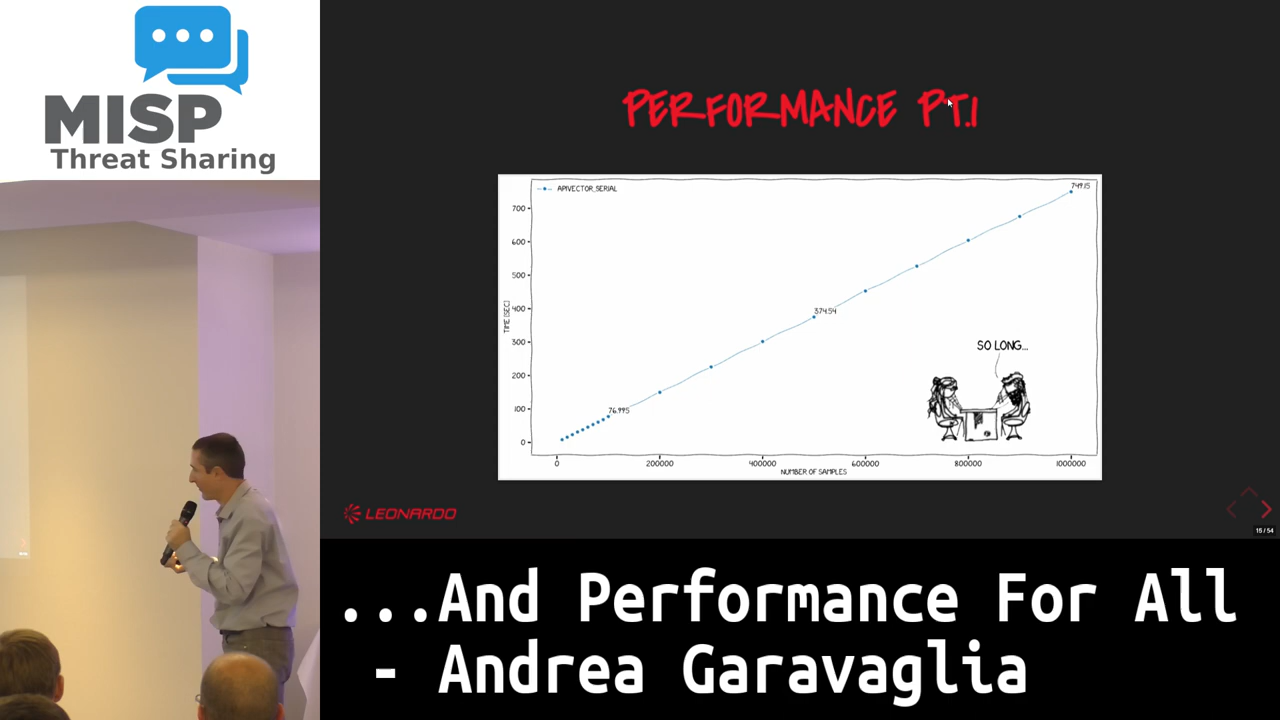 MISP
Threat Sharing
PERFORMANCE PT.1
APIVECTOR_SERIAL
749.15
700
600
500
400
374.54
300
200
100
76.995
0
TIME [SEC]
SO LONG...
0
200000
400000
600000
800000
1000000
NUMBER OF SAMPLES
LEONARDO
15 / 54
...And Performance For All
- Andrea Garavaglia